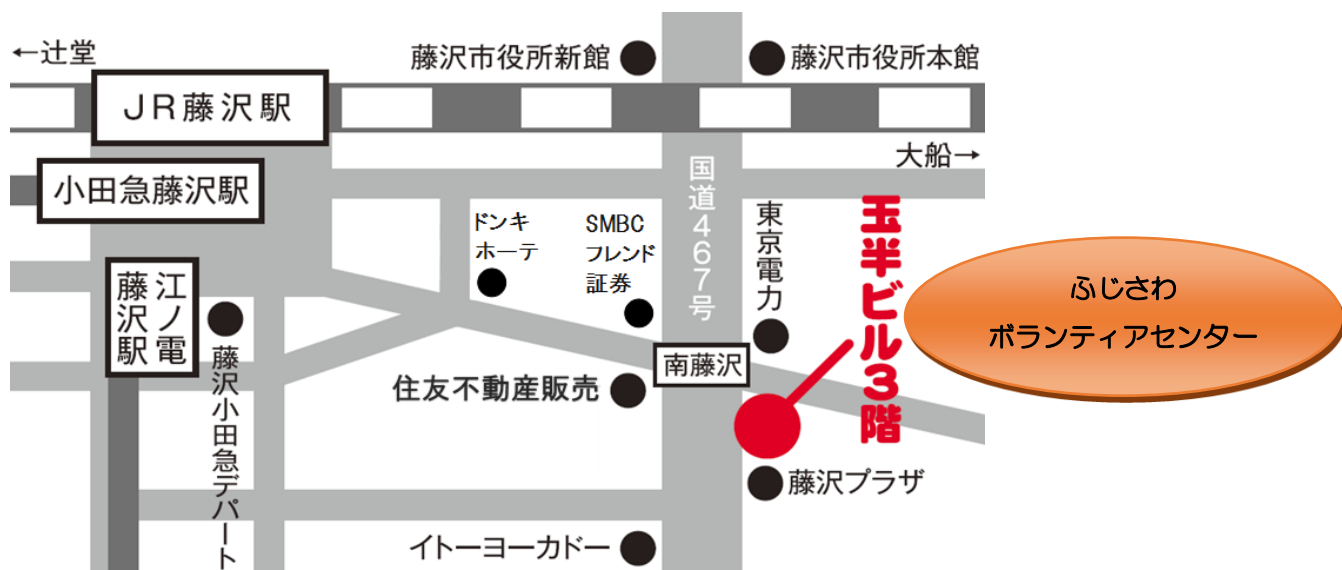 ←辻堂
藤沢市役所新館
藤沢市役所本館
JR藤沢駅
大船→
小田急藤沢駅
国道467号
ドンキ
ホーテ
SMBC
フレンド
証券
東京電力
玉半ビル3階
ふじさわ
ボランティアセンター
江ノ電
藤沢駅
藤沢小田急デパート
南藤沢
住友不動産販売
藤沢プラザ
イトーヨーカドー